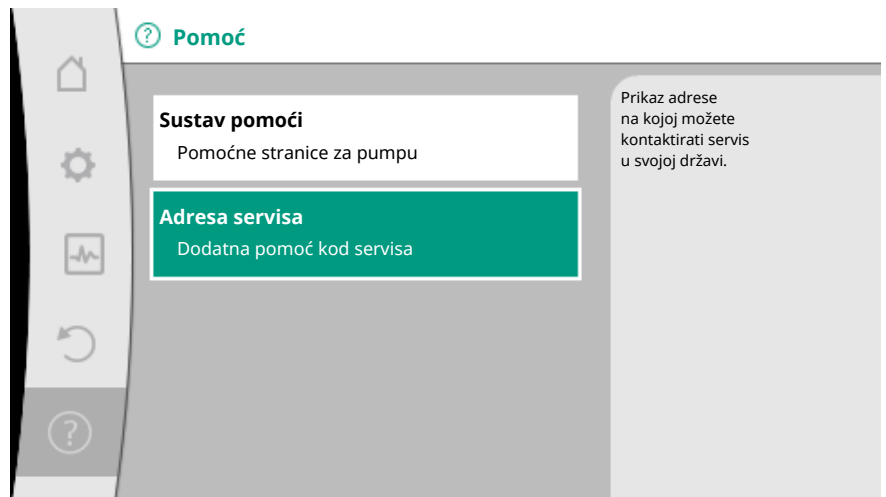 Pomoć
Sustav pomoći
Pomoćne stranice za pumpu
Adresa servisa
Dodatna pomoć kod servisa
Prikaz adrese
na kojoj možete
kontaktirati servis
u svojoj državi.